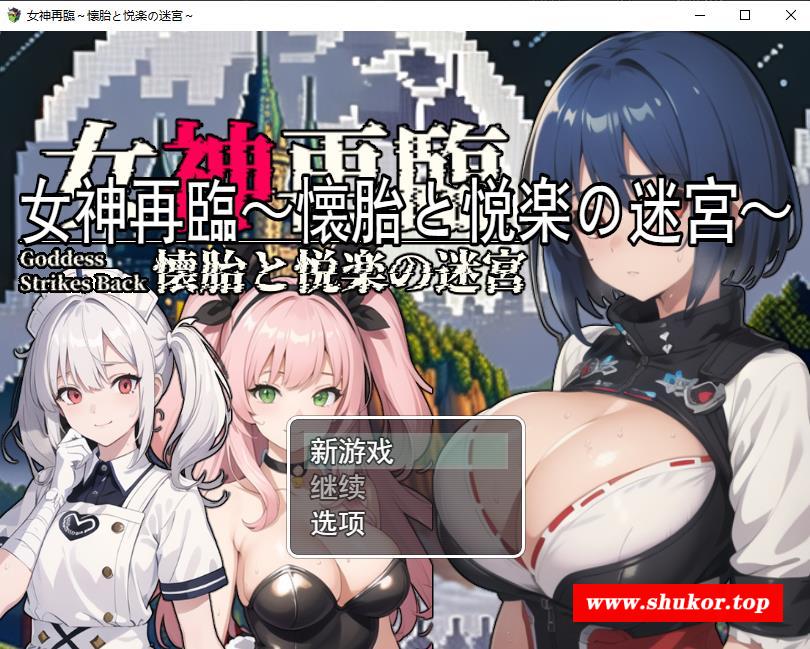 女神再臨～懐胎と悦楽の迷宮～
女神再臨
女神再臨～懐胎と悦楽の迷宮～
Goddess
Strikes Back
懐胎と悦楽の迷宮
新游戏
继续
选项
www.shukor.top